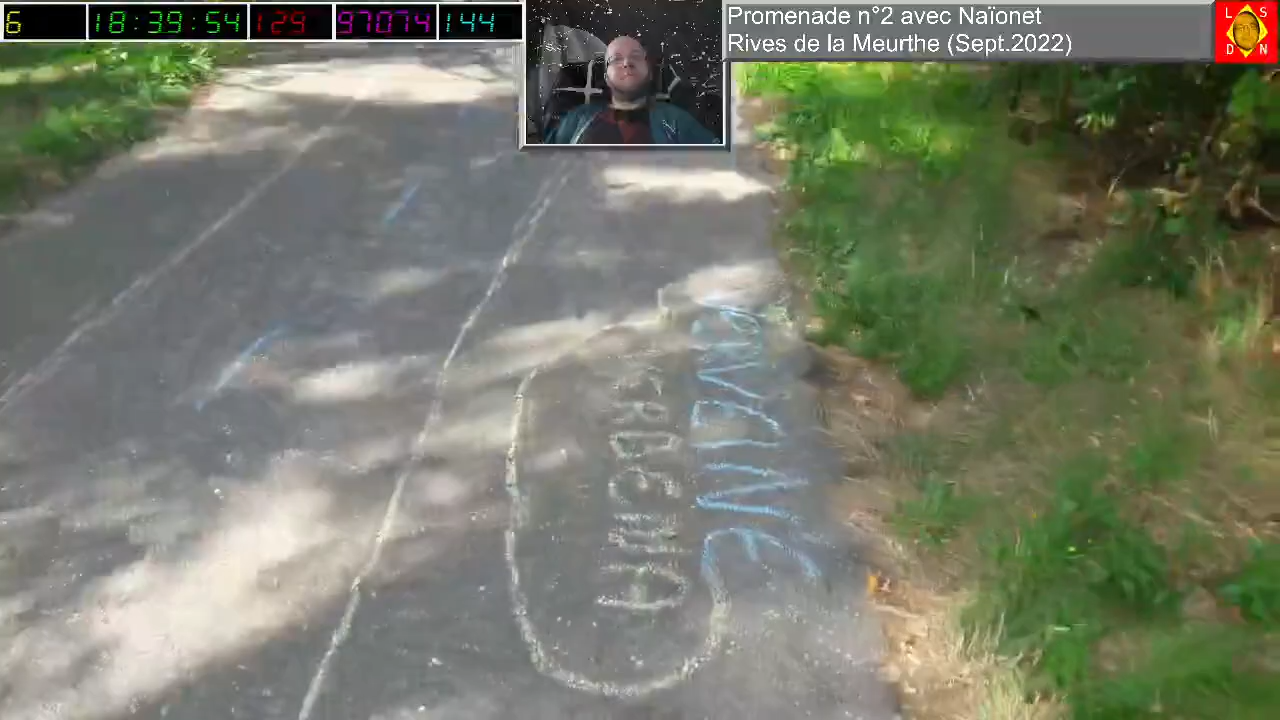 6
18:39:54
129
97074
144
Promenade n°2 avec Naïonet
Rives de la Meurthe (Sept.2022)
L S
D N